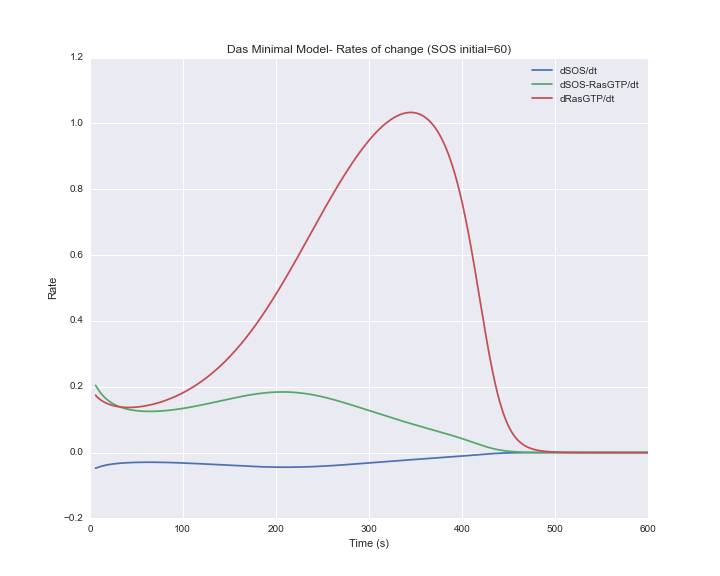 Das Minimal Model- Rates of change (SOS initial=60)
dSOS/dt
dSOS-RasGTP/dt
dRasGTP/dt
1.2
1.0
0.8
0.6
0.4
0.2
0.0
−0.2
Rate
0 100 200 300 400 500 600
Time (s)